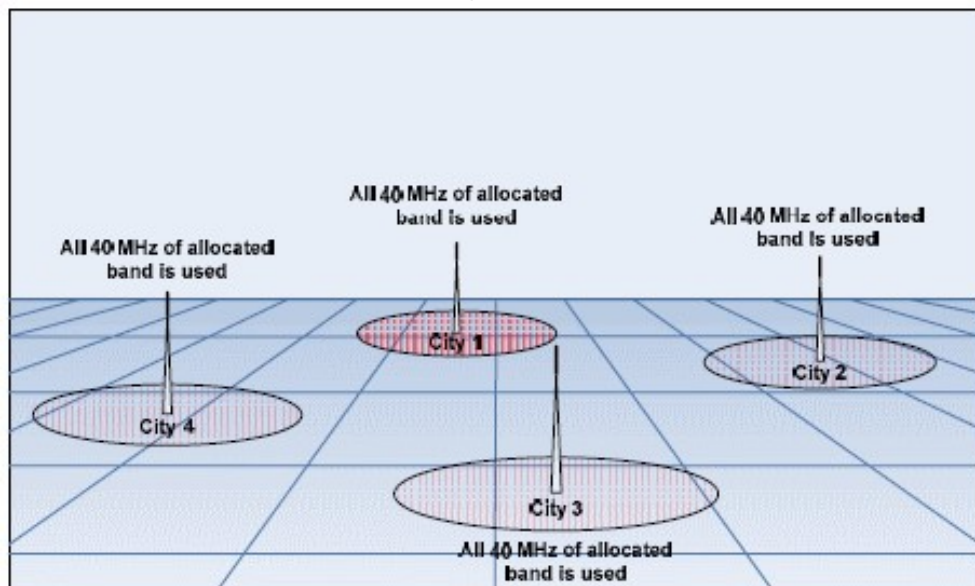 All 40 MHz of allocated
band is used
All 40 MHz of allocated
band is used
All 40 MHz of allocated
band is used
City 1
City 2
City 4
City 3
All 40 MHz of allocated
band is used